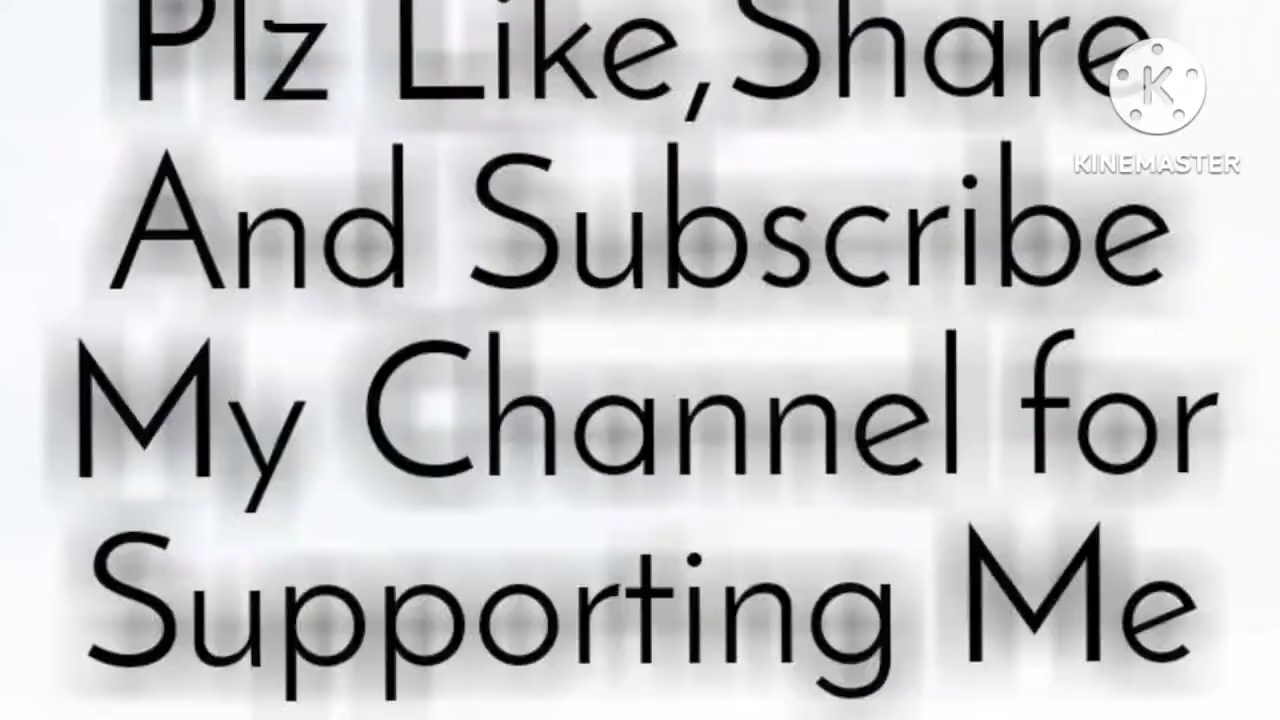 Plz Like,Share
And Subscribe
My Channel for
Supporting Me
K
KINEMASTER